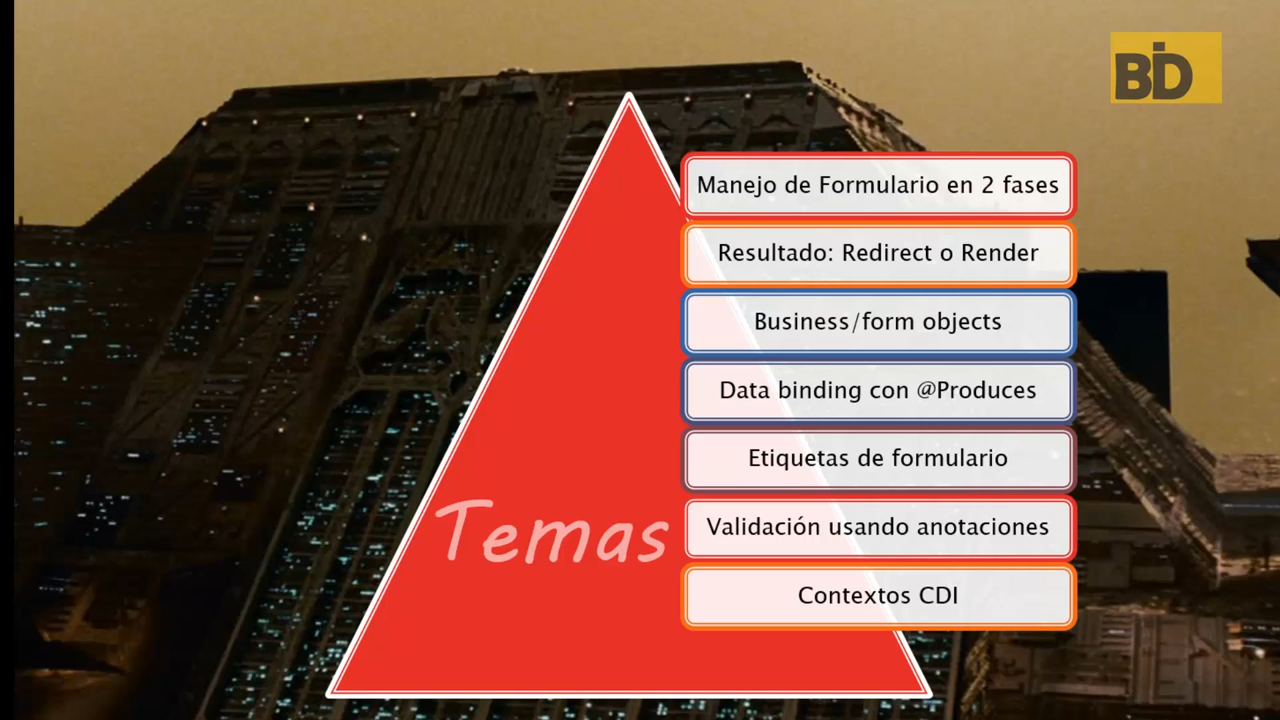 BID
Manejo de Formulario en 2 fases
Resultado: Redirect o Render
Business/form objects
Data binding con @Produces
Etiquetas de formulario
Temas
Validación usando anotaciones
Contextos CDI